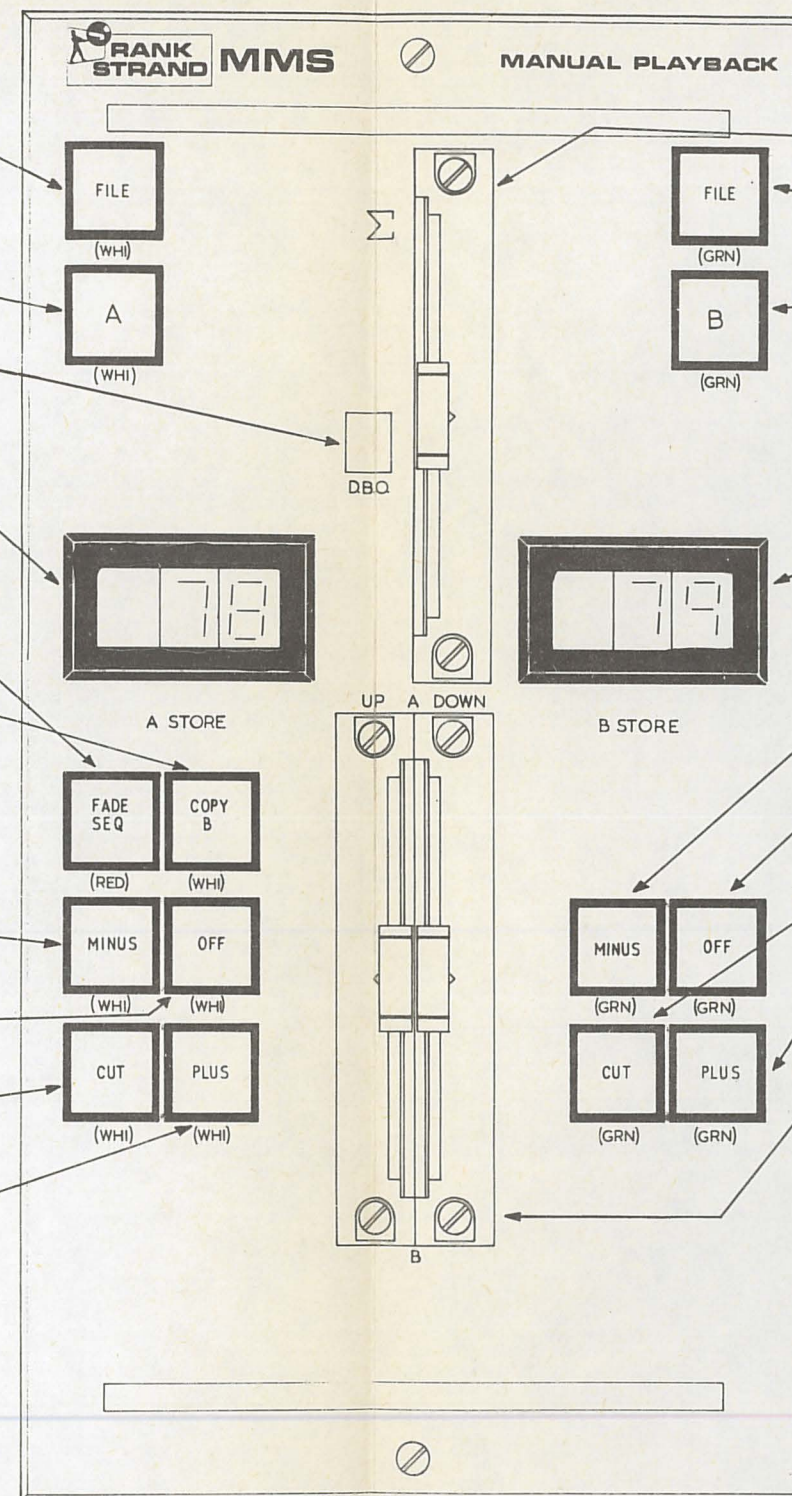 RANK
STRAND
MMS
MANUAL PLAYBACK
FILE
(WHI)
A
(WHI)
Σ
FILE
(GRN)
B
(GRN)
D.B.O.
78
79
A STORE
UP A DOWN
B STORE
FADE
SEQ
(RED)
COPY
B
(WHI)
MINUS
(WHI)
OFF
(WHI)
MINUS
(GRN)
OFF
(GRN)
CUT
(WHI)
PLUS
(WHI)
CUT
(GRN)
PLUS
(GRN)
B